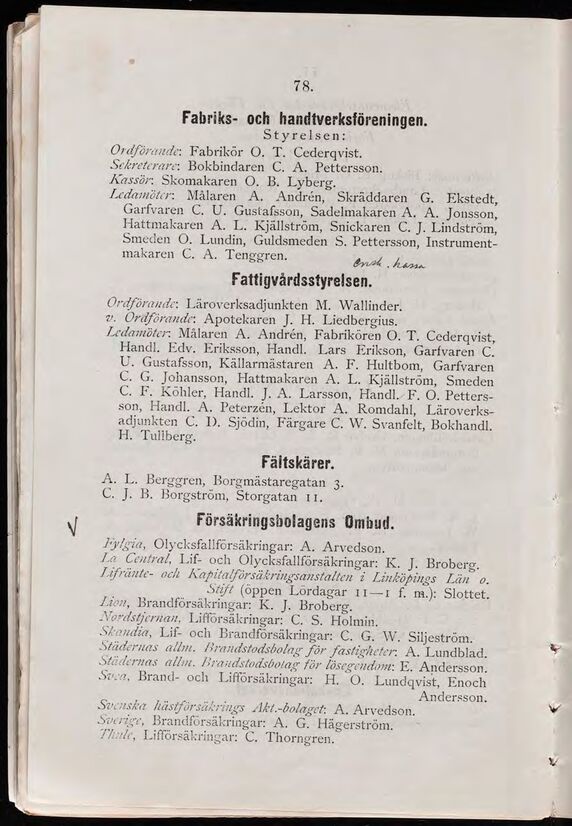 78.
Fabriks- och handtverksföreningen.
Styrelsen:
Ordförande: Fabrikör O. T. Cederqvist.
Sekreterare: Bokbindaren C. A. Pettersson.
Kassör: Skomakaren O. B. Lyberg.
Ledamöter: Målaren A. Andrén, Skräddaren G. Ekstedt,
Garfvaren C. U. Gustafsson, Sadelmakaren A. A. Jonsson,
Hattmakaren A. L. Kjällström, Snickaren C. J. Lindström,
Smeden O. Lundin, Guldsmeden S. Pettersson, Instrument-
makaren C. A. Tenggren.
Fattigvårdsstyrelsen.
Ordförande: Läroverksadjunkten M. Wallinder.
v. Ordförande: Apotekaren J. H. Liedbergius.
Ledamöter: Målaren A. Andrén, Fabrikören O. T. Cederqvist,
Handl. Edv. Eriksson, Handl. Lars Erikson, Garfvaren C.
U. Gustafsson, Källarmästaren A. F. Hultbom, Garfvaren
C. G. Johansson, Hattmakaren A. L. Kjällström, Smeden
C. F. Köhler, Handl. J. A. Larsson, Handl. F. O. Petters-
son, Handl. A. Peterzén, Lektor A. Romdahl, Läroverks-
adjunkten C. D. Sjödin, Färgare C. W. Svanfelt, Bokhandl.
H. Tullberg.
Fältskärer.
A. L. Berggren, Borgmästaregatan 3.
C. J. B. Borgström, Storgatan 11.
Försäkringsbolagens Ombud.
Fylgia, Olycksfallförsäkringar: A. Arvedson.
La Central, Lif- och Olycksfallförsäkringar: K. J. Broberg.
Lifränte- och Kapitalförsäkringsanstalten i Linköpings Län o.
Stift (öppen Lördagar 11—1 f. m.): Slottet.
Lion, Brandförsäkringar: K. J. Broberg.
Nordstjernan, Lifförsäkringar: C. S. Holmin.
Skandia, Lif- och Brandförsäkringar: C. G. W. Siljeström.
Städernas allm. Brandstodsbolag för fastigheter: A. Lundblad.
Städernas allm. Brandstodsbolag för lösegendom: E. Andersson.
Svea, Brand- och Lifförsäkringar: H. O. Lundqvist, Enoch
Andersson.
Svenska hästförsäkrings Akt.-bolaget: A. Arvedson.
Sverige, Brandförsäkringar: A. G. Hägerström.
Thule, Lifförsäkringar: C. Thorngren.